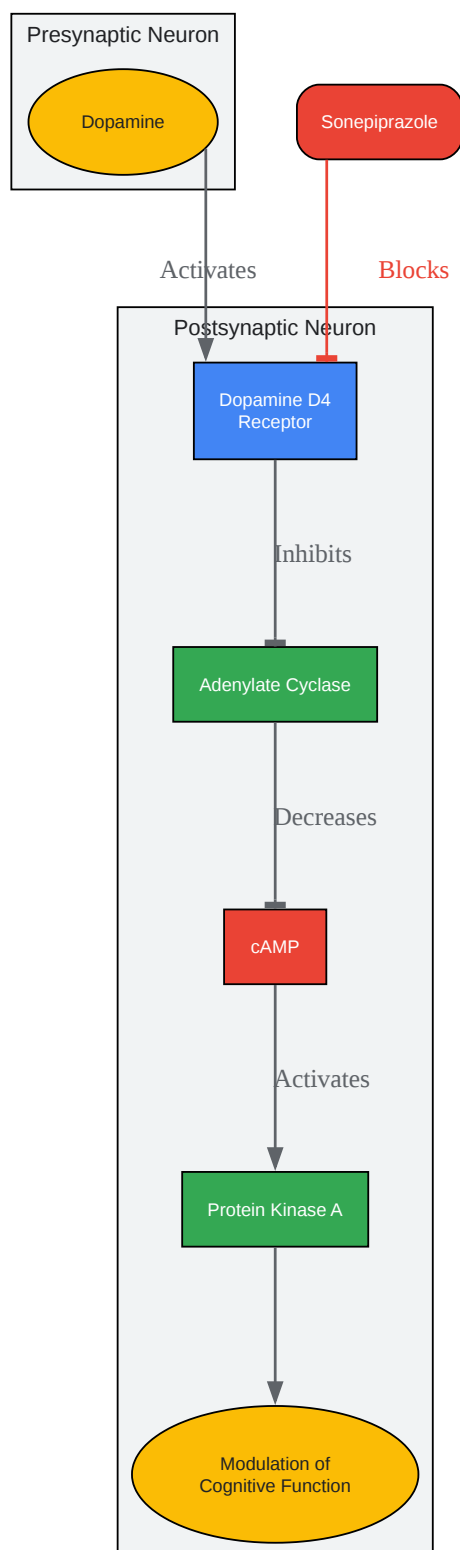 Presynaptic Neuron
Dopamine
Sonepiprazole
Activates
Blocks
Postsynaptic Neuron
Dopamine D4
Receptor
Inhibits
Adenylate Cyclase
Decreases
cAMP
Activates
Protein Kinase A
Modulation of
Cognitive Function